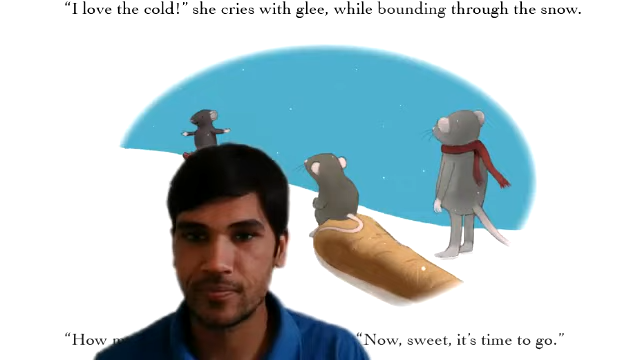 “I love the cold!” she cries with glee, while bounding through the snow.
“How “Now, sweet, it’s time to go.”